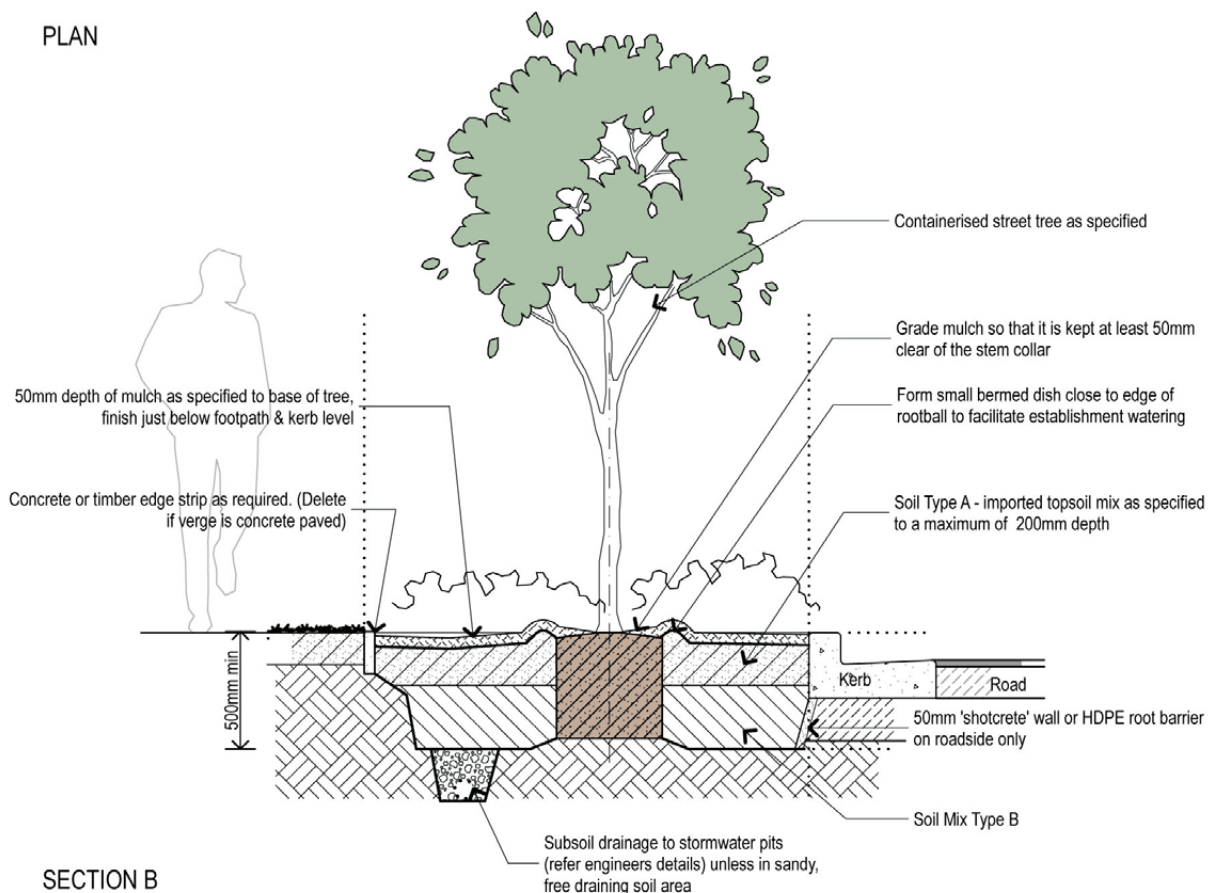 PLAN
Containerised street tree as specified
Grade mulch so that it is kept at least 50mm
clear of the stem collar
50mm depth of mulch as specified to base of tree,
finish just below footpath & kerb level
Form small bermed dish close to edge of
rootball to facilitate establishment watering
Concrete or timber edge strip as required. (Delete
if verge is concrete paved)
Soil Type A - imported topsoil mix as specified
to a maximum of 200mm depth
500mm min
Kerb
Road
50mm 'shotcrete' wall or HDPE root barrier
on roadside only
Soil Mix Type B
Subsoil drainage to stormwater pits
(refer engineers details) unless in sandy,
free draining soil area
SECTION B